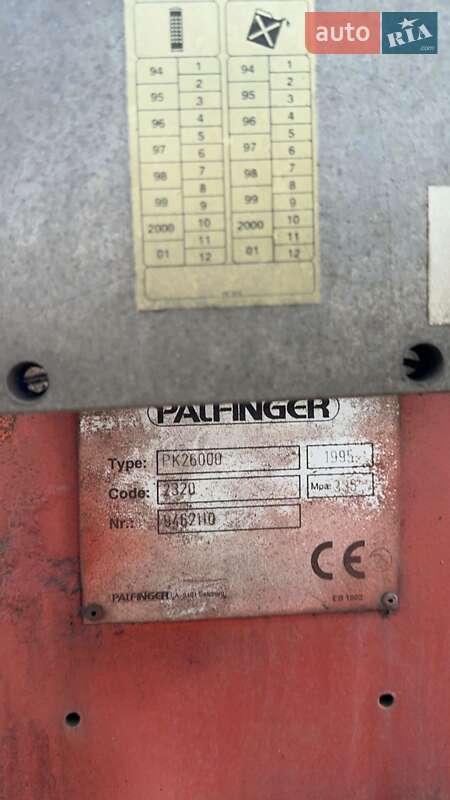 auto RIA .com
94 1 94 1
2 2
95 3 95 3
4 4
96 5 96 5
97 6 97 6
7 7
98 8 98 8
99 9 99 9
2000 10 2000 10
11 11
01 12 01 12
PALFINGER
Type: PK26000 1995
Code: 2320 Mpa:
Nr.:
CE
PALFINGER